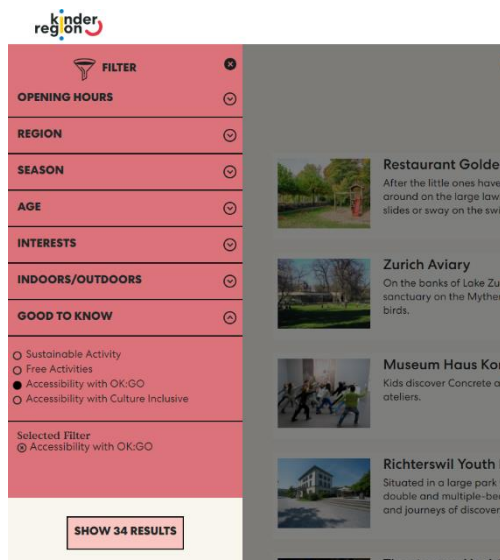 kinder
region
FILTER
OPENING HOURS
REGION
SEASON
AGE
INTERESTS
INDOORS/OUTDOORS
GOOD TO KNOW
Sustainable Activity
Free Activities
Accessibility with OK:GO
Accessibility with Culture Inclusive
Selected Filter
Accessibility with OK:GO
SHOW 34 RESULTS
Restaurant Golde
After the little ones have
around on the large law
slides or sway on the swi
Zurich Aviary
On the banks of Lake Zu
sanctuary on the Mythen
birds.
Museum Haus Kon
Kids discover Concrete a
ateliers.
Richterswil Youth
Situated in a large park
double and multiple-be
and journeys of discover